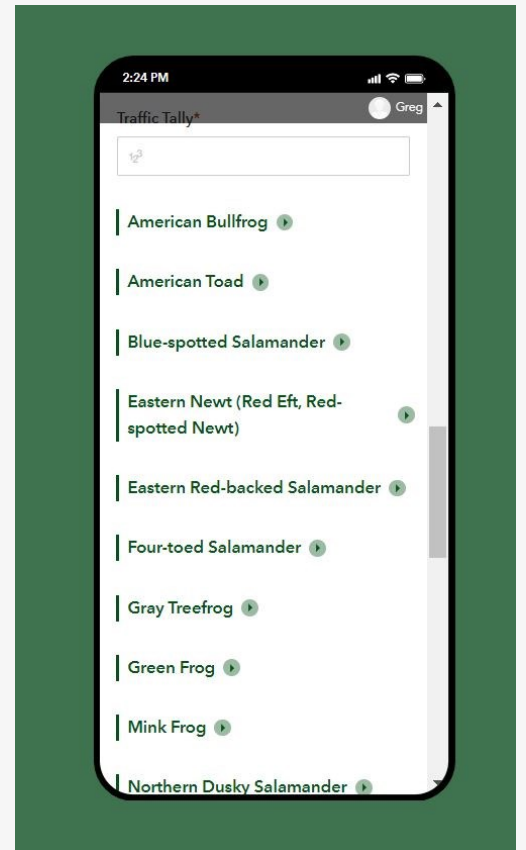 2:24 PM
Greg
Traffic Tally*
123
American Bullfrog
American Toad
Blue-spotted Salamander
Eastern Newt (Red Eft, Red-
spotted Newt)
Eastern Red-backed Salamander
Four-toed Salamander
Gray Treefrog
Green Frog
Mink Frog
Northern Dusky Salamander